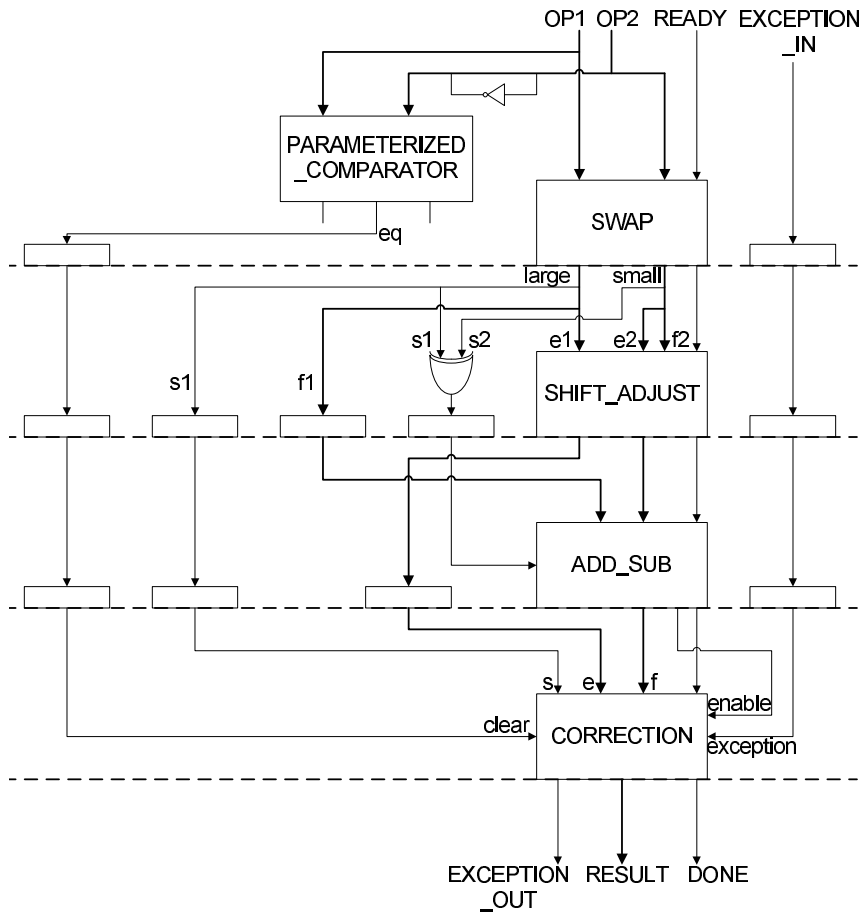 OP1 OP2 READY EXCEPTION
_IN
PARAMETERIZED
_COMPARATOR
SWAP
eq
large small
s1 s2 e1 e2 f2
s1 f1
SHIFT_ADJUST
ADD_SUB
s e f
enable
clear CORRECTION
exception
EXCEPTION RESULT DONE
_OUT